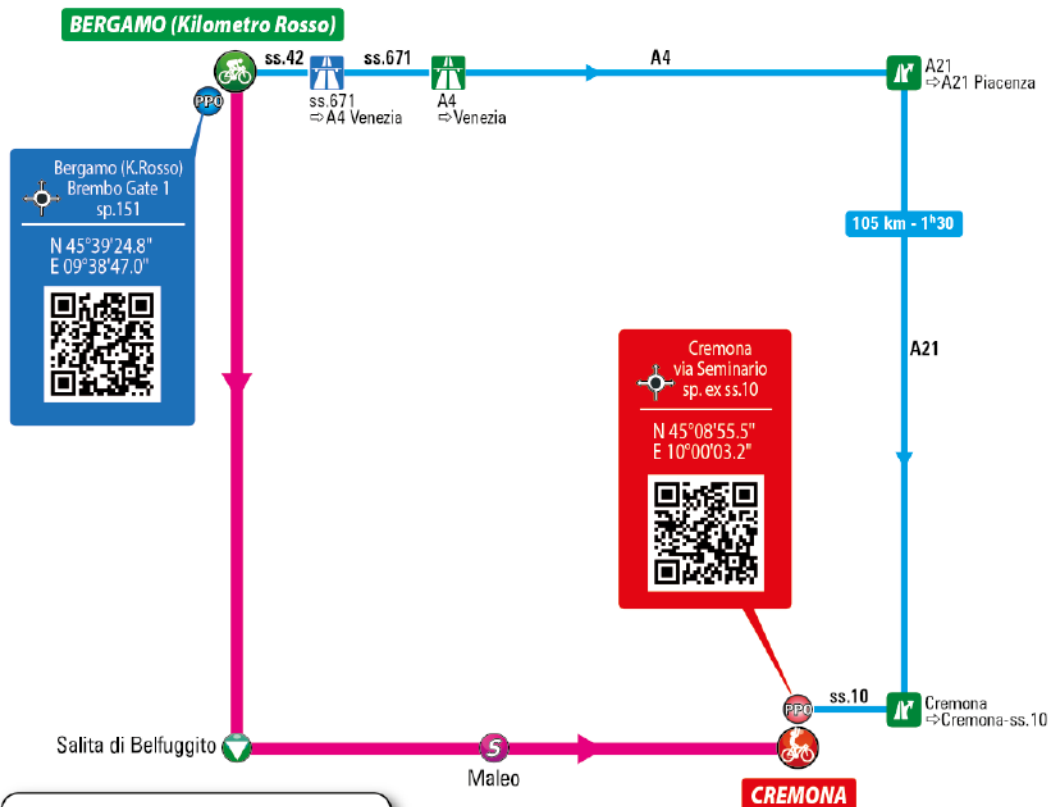 BERGAMO (Kilometro Rosso)
ss.42
ss.671
A4
PPO
ss.671
⇨A4 Venezia
A4
⇨Venezia
A21
⇨A21 Piacenza
Bergamo (K.Rosso)
Brembo Gate 1
sp.151
N 45°39'24.8"
E 09°38'47.0"
105 km - 1h30
A21
Cremona
via Seminario
sp. ex ss.10
N 45°08'55.5"
E 10°00'03.2"
PPO
ss.10
Cremona
⇨Cremona-ss.10
Salita di Belfuggito
S
Maleo
CREMONA